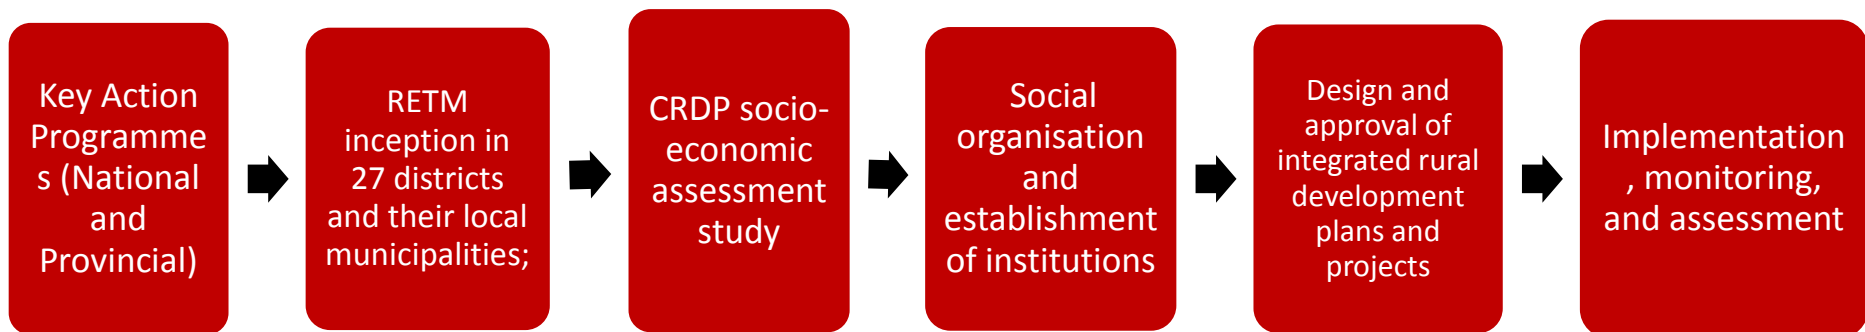 Key Action
Programme
s (National
and
Provincial)
RETM
inception in
27 districts
and their local
municipalities;
CRDP socio-
economic
assessment
study
Social
organisation
and
establishment
of institutions
Design and
approval of
integrated rural
development
plans and
projects
Implementation
, monitoring,
and assessment